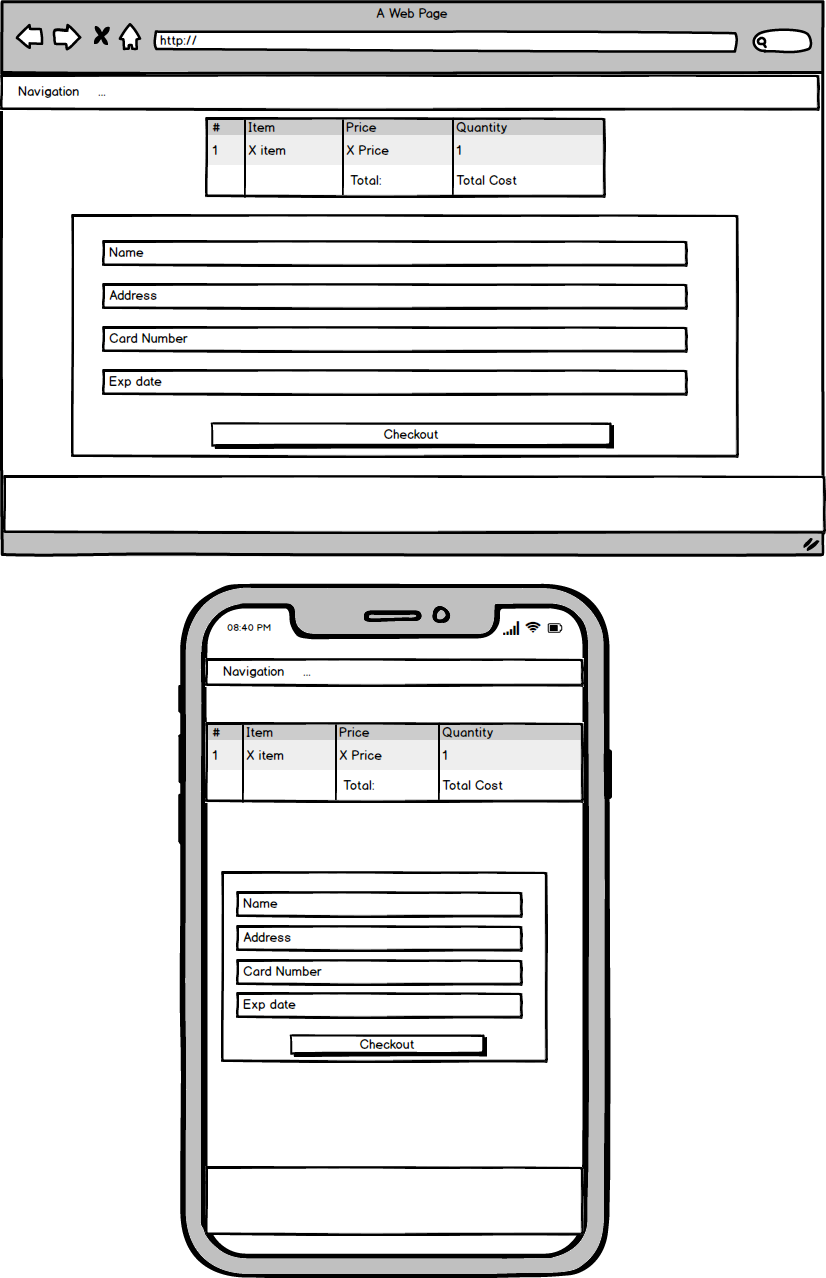 A Web Page
http://
Navigation ...
# Item Price Quantity
1 X item X Price 1
Total: Total Cost
Name
Address
Card Number
Exp date
Checkout
08:40 PM
Navigation ...
# Item Price Quantity
1 X item X Price 1
Total: Total Cost
Name
Address
Card Number
Exp date
Checkout